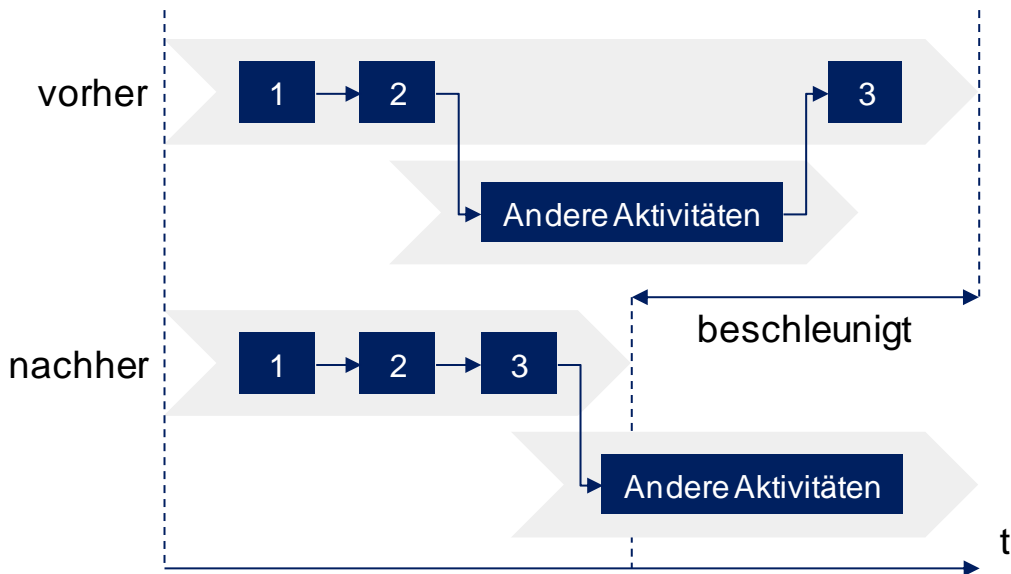 vorher
1
2
3
Andere Aktivitäten
beschleunigt
nachher
1
2
3
Andere Aktivitäten
t